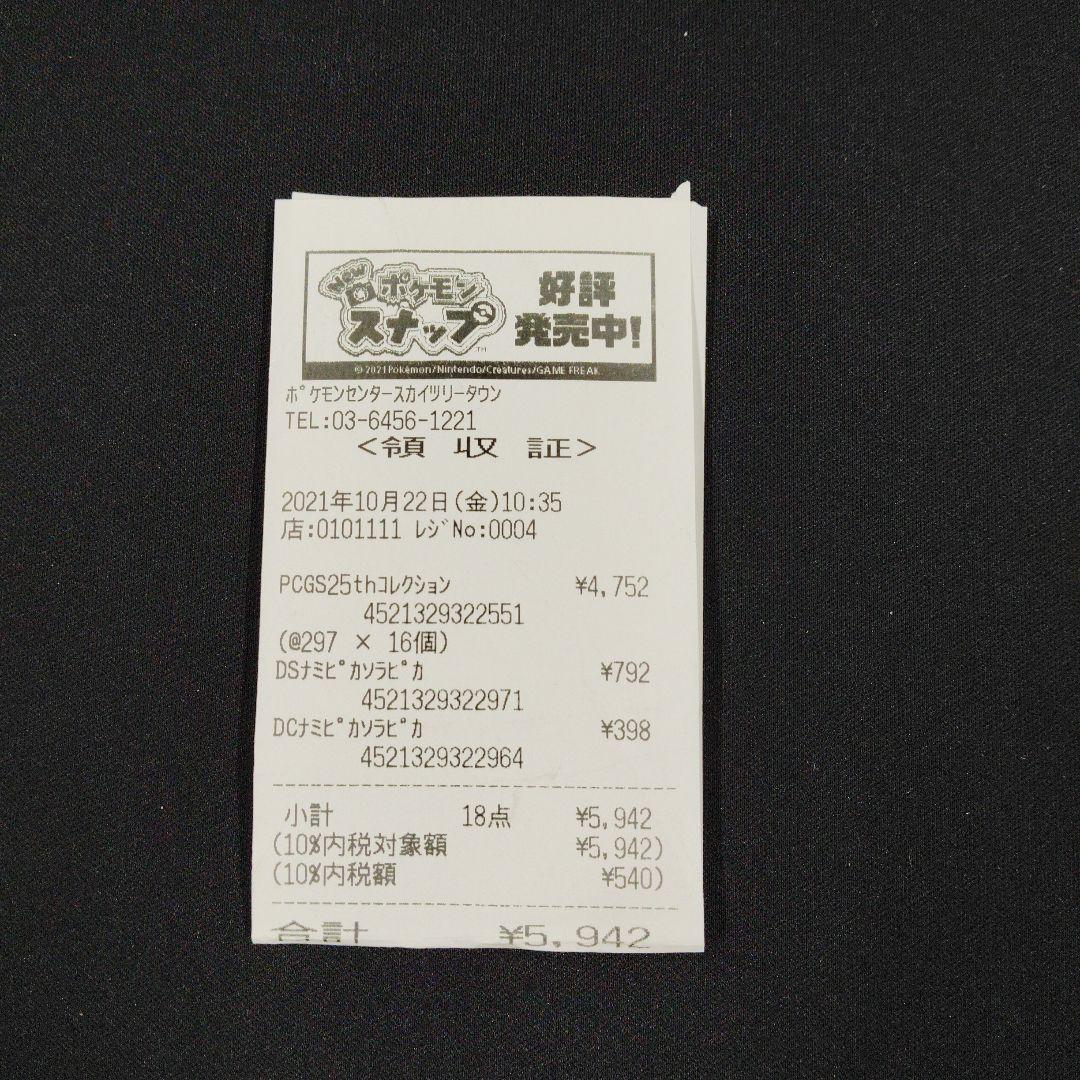 New ポケモン
スナップ™
好評
発売中!
© 2021 Pokémon/Nintendo/Creatures/GAME FREAK
ﾎﾟｹﾓﾝｾﾝﾀｰｽｶｲﾂﾘｰﾀｳﾝ
TEL:03-6456-1221
<領 収 証>
2021年10月22日(金)10:35
店:0101111 ﾚｼﾞNo:0004
PCGS25thｺﾚｸｼｮﾝ ¥4,752
4521329322551
(@297 × 16個)
DSﾅﾐﾋﾟｶｿﾗﾋﾟｶ ¥792
4521329322971
DCﾅﾐﾋﾟｶｿﾗﾋﾟｶ ¥398
4521329322964
小計 18点 ¥5,942
(10%内税対象額 ¥5,942)
(10%内税額 ¥540)
合計 ¥5,942